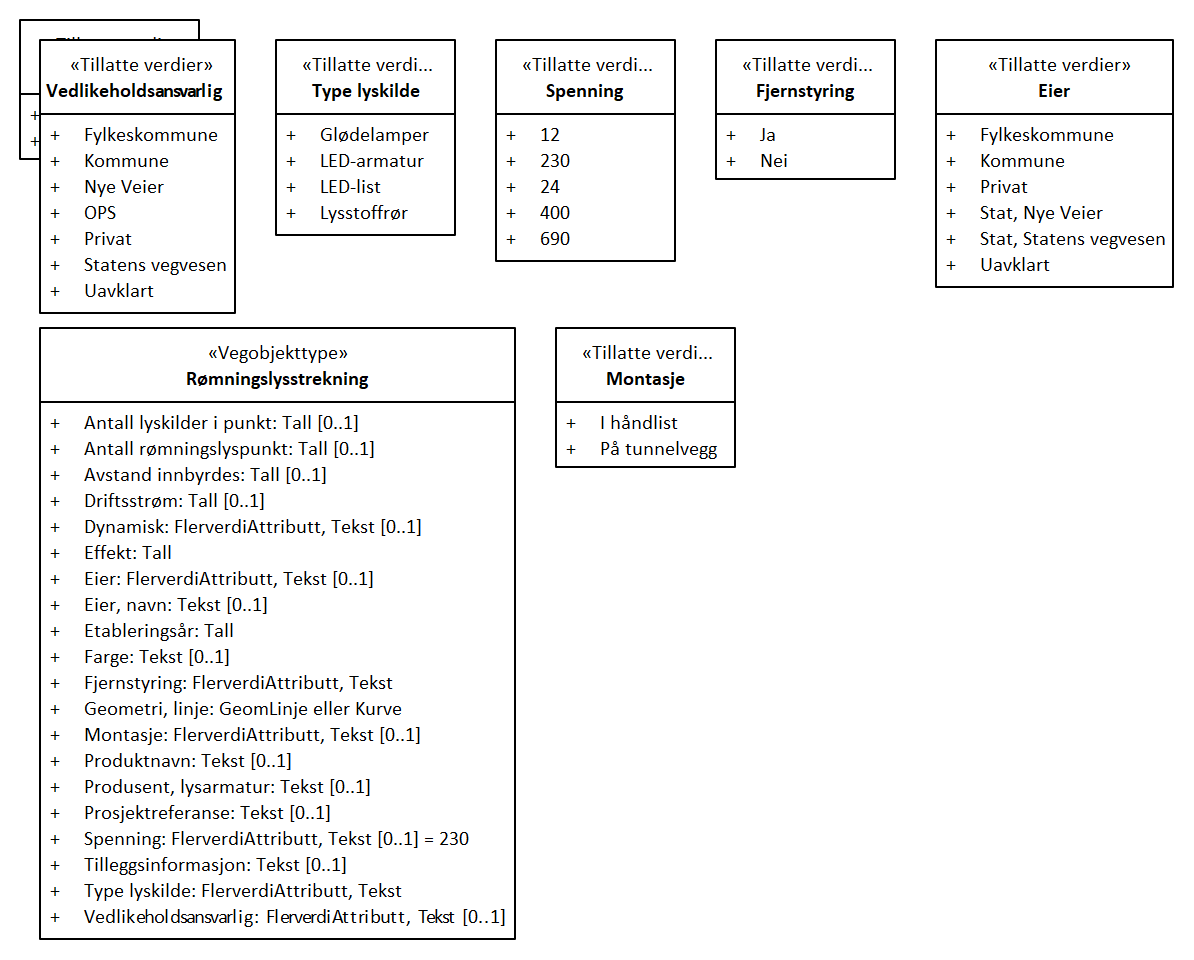 «Tillatte verdier»
Vedlikeholdsansvarlig
+ Fylkeskommune
+ Kommune
+ Nye Veier
+ OPS
+ Privat
+ Statens vegvesen
+ Uavklart
+
+
«Tillatte verdi...
Type lyskilde
+ Glødelamper
+ LED-armatur
+ LED-list
+ Lysstoffrør
«Tillatte verdi...
Spenning
+ 12
+ 230
+ 24
+ 400
+ 690
«Tillatte verdi...
Fjernstyring
+ Ja
+ Nei
«Tillatte verdier»
Eier
+ Fylkeskommune
+ Kommune
+ Privat
+ Stat, Nye Veier
+ Stat, Statens vegvesen
+ Uavklart
«Vegobjekttype»
Rømningslysstrekning
+ Antall lyskilder i punkt: Tall [0..1]
+ Antall rømningslyspunkt: Tall [0..1]
+ Avstand innbyrdes: Tall [0..1]
+ Driftsstrøm: Tall [0..1]
+ Dynamisk: FlerverdiAttributt, Tekst [0..1]
+ Effekt: Tall
+ Eier: FlerverdiAttributt, Tekst [0..1]
+ Eier, navn: Tekst [0..1]
+ Etableringsår: Tall
+ Farge: Tekst [0..1]
+ Fjernstyring: FlerverdiAttributt, Tekst
+ Geometri, linje: GeomLinje eller Kurve
+ Montasje: FlerverdiAttributt, Tekst [0..1]
+ Produktnavn: Tekst [0..1]
+ Produsent, lysarmatur: Tekst [0..1]
+ Prosjektreferanse: Tekst [0..1]
+ Spenning: FlerverdiAttributt, Tekst [0..1] = 230
+ Tilleggsinformasjon: Tekst [0..1]
+ Type lyskilde: FlerverdiAttributt, Tekst
+ Vedlikeholdsansvarlig: FlerverdiAttributt, Tekst [0..1]
«Tillatte verdi...
Montasje
+ I håndlist
+ På tunnelvegg